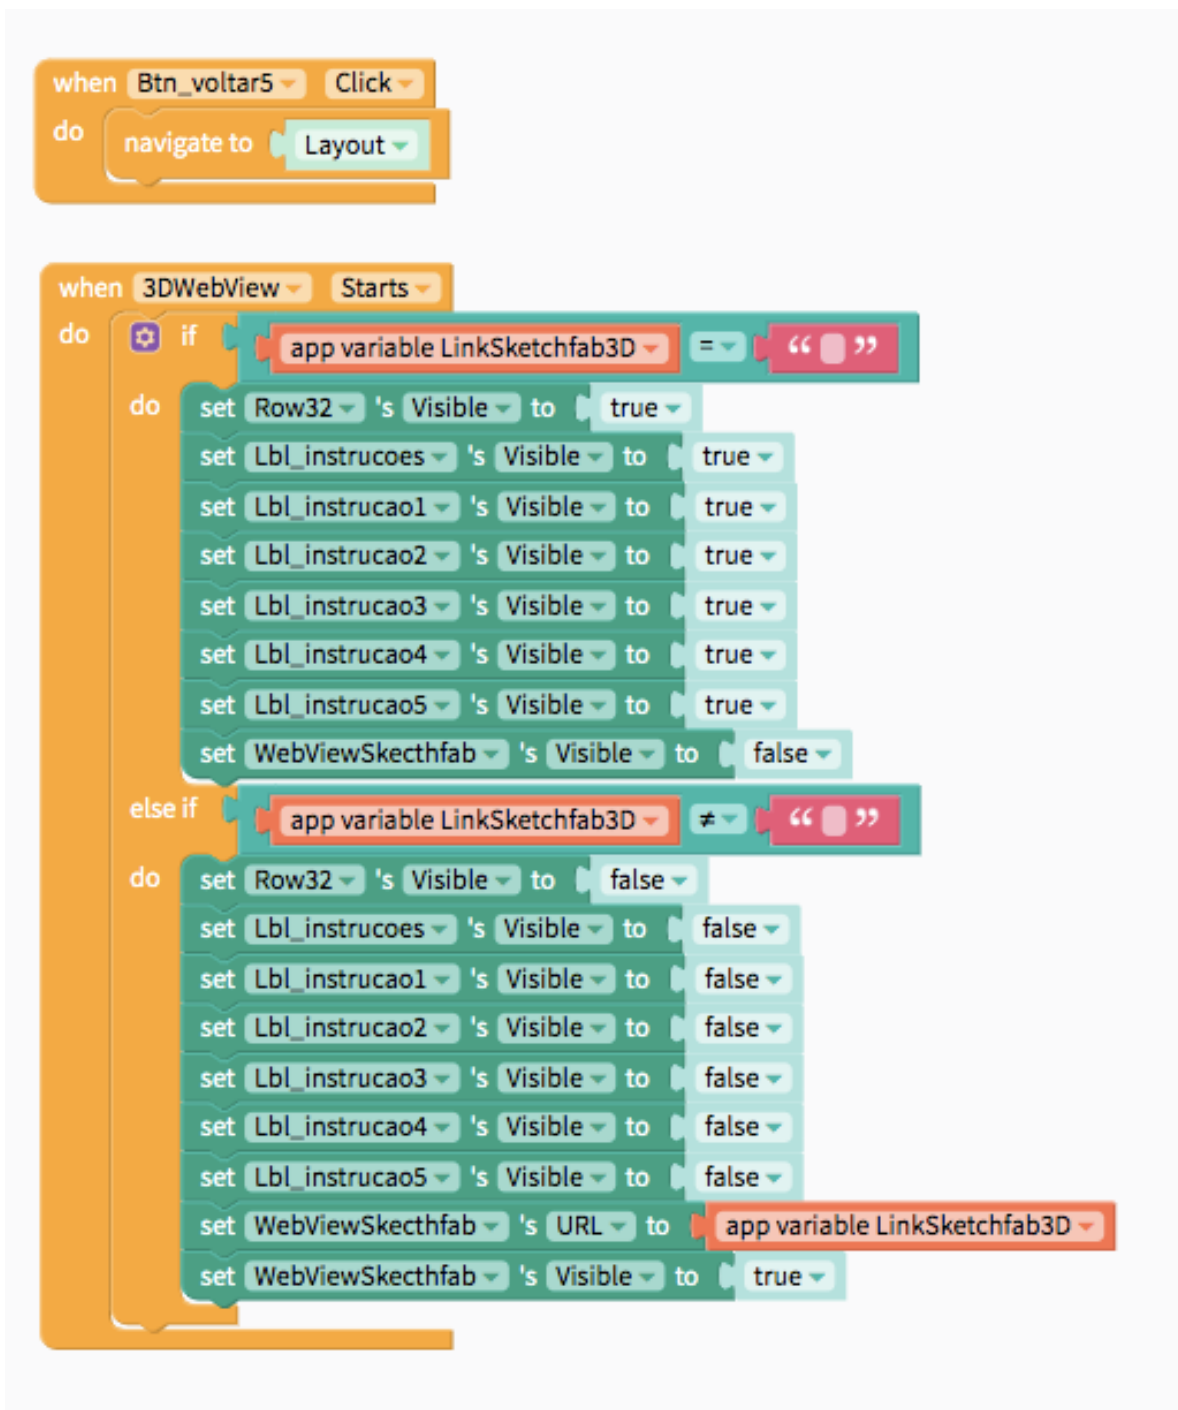 when Btn_voltar5 Click
do navigate to Layout
when 3DWebView Starts
do if app variable LinkSketchfab3D = “ ”
do set Row32 's Visible to true
set Lbl_instrucoes 's Visible to true
set Lbl_instrucao1 's Visible to true
set Lbl_instrucao2 's Visible to true
set Lbl_instrucao3 's Visible to true
set Lbl_instrucao4 's Visible to true
set Lbl_instrucao5 's Visible to true
set WebViewSkecthfab 's Visible to false
else if app variable LinkSketchfab3D ≠ “ ”
do set Row32 's Visible to false
set Lbl_instrucoes 's Visible to false
set Lbl_instrucao1 's Visible to false
set Lbl_instrucao2 's Visible to false
set Lbl_instrucao3 's Visible to false
set Lbl_instrucao4 's Visible to false
set Lbl_instrucao5 's Visible to false
set WebViewSkecthfab 's URL to app variable LinkSketchfab3D
set WebViewSkecthfab 's Visible to true